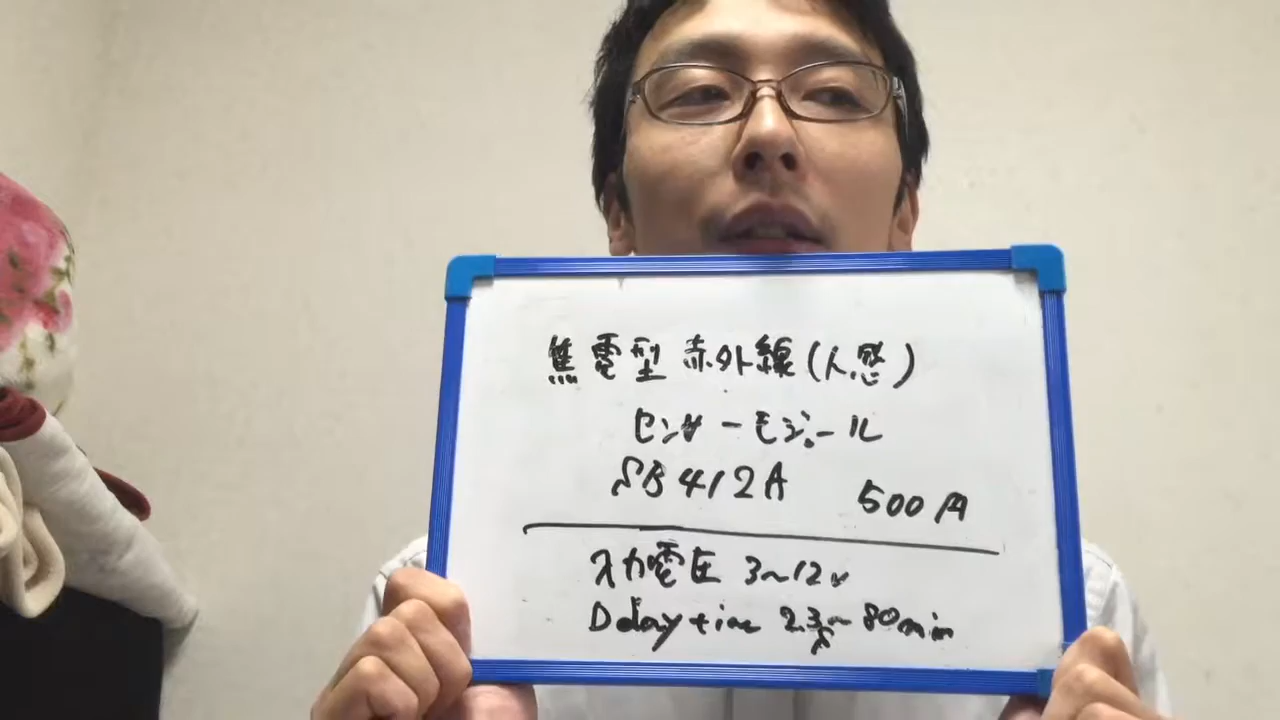 焦電型赤外線(人感)
センサーモジュール
SB412A 500円
入力電圧 3~12v
Delay time 2.3s~80min